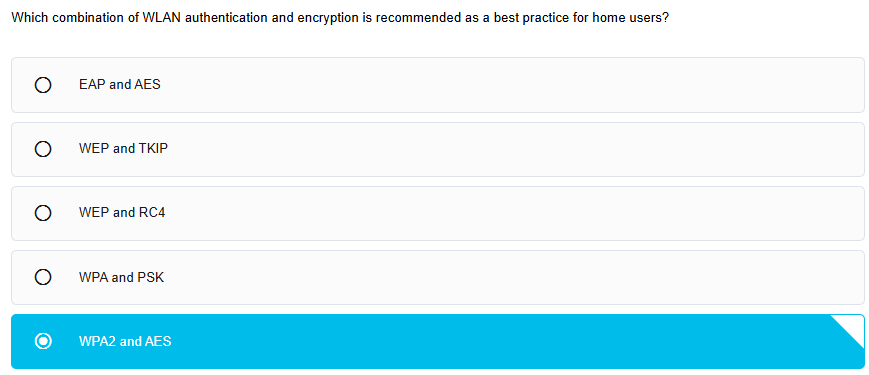 Which combination of WLAN authentication and encryption is recommended as a best practice for home users?
EAP and AES
WEP and TKIP
WEP and RC4
WPA and PSK
WPA2 and AES